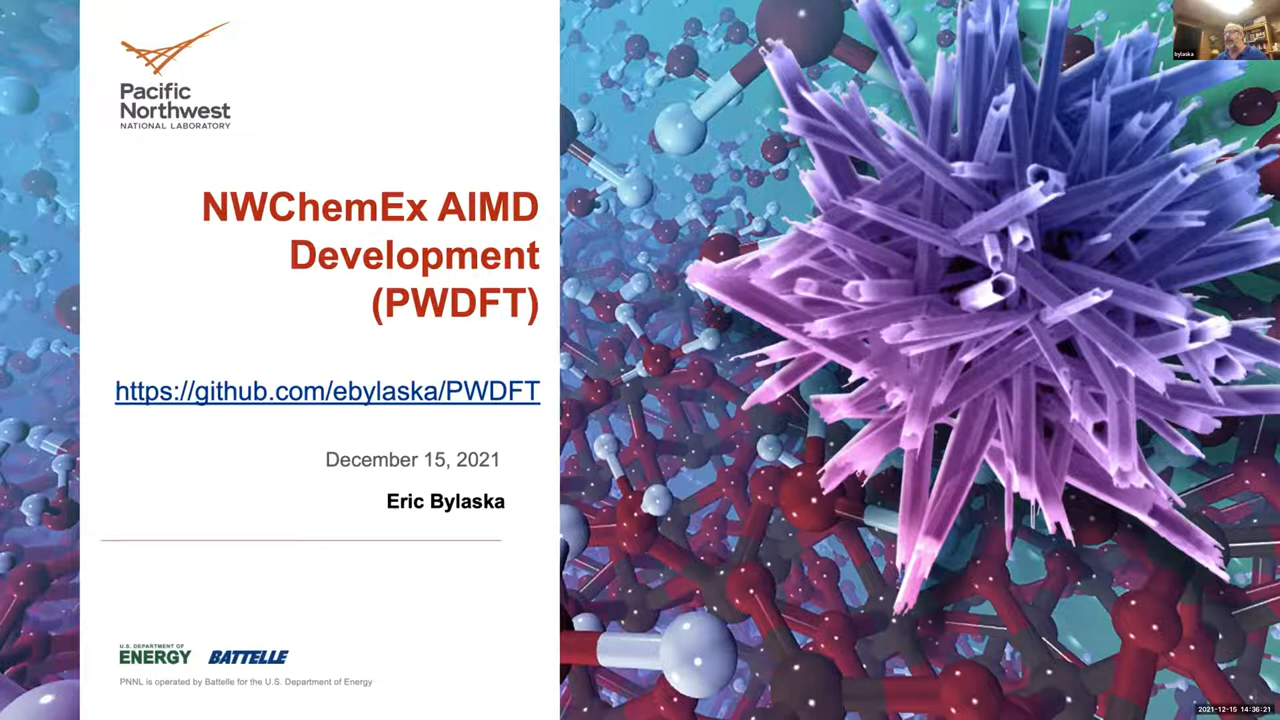 Pacific
Northwest
NATIONAL LABORATORY
NWChemEx AIMD
Development
(PWDFT)
https://github.com/ebylaska/PWDFT
December 15, 2021
Eric Bylaska
U.S. DEPARTMENT OF
ENERGY
BATTELLE
PNNL is operated by Battelle for the U.S. Department of Energy
bylaska
2021-12-15 14:36:21